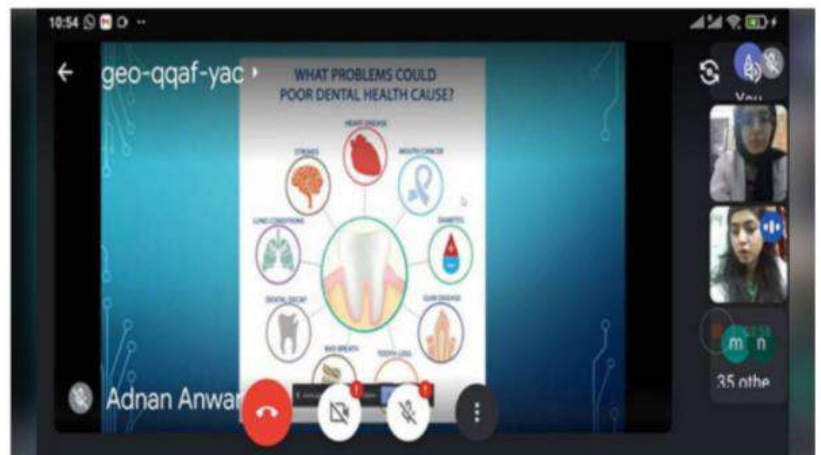 10:54
geo-qqaf-yac
WHAT PROBLEMS COULD
POOR DENTAL HEALTH CAUSE?
HEART DISEASE
STROKES
MOUTH CANCER
LUNG CONDITIONS
DIABETES
DENTAL DECAY
GUM DISEASE
BAD BREATH
TOOTH LOSS
Adnan Anwar
You
m n
35 othe